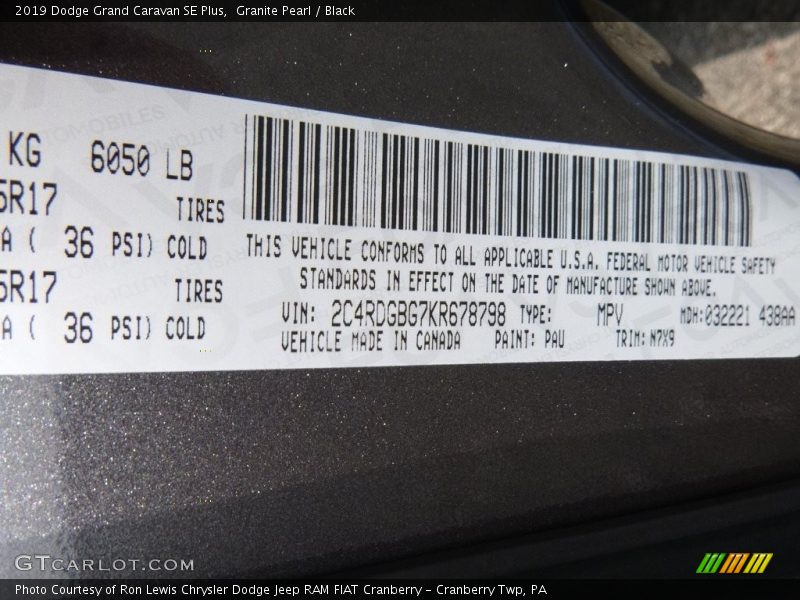 2019 Dodge Grand Caravan SE Plus,  Granite Pearl / Black
KG 6050 LB
5R17 TIRES
A ( 36 PSI) COLD
5R17 TIRES
A ( 36 PSI) COLD
THIS VEHICLE CONFORMS TO ALL APPLICABLE U.S.A. FEDERAL MOTOR VEHICLE SAFETY
STANDARDS IN EFFECT ON THE DATE OF MANUFACTURE SHOWN ABOVE.
VIN: 2C4RDGBG7KR678798 TYPE: MPV MDH:032221 438AA
VEHICLE MADE IN CANADA PAINT: PAU TRIM: N7X9
GTCARLOT.COM
Photo Courtesy of Ron Lewis Chrysler Dodge Jeep RAM FIAT Cranberry – Cranberry Twp, PA